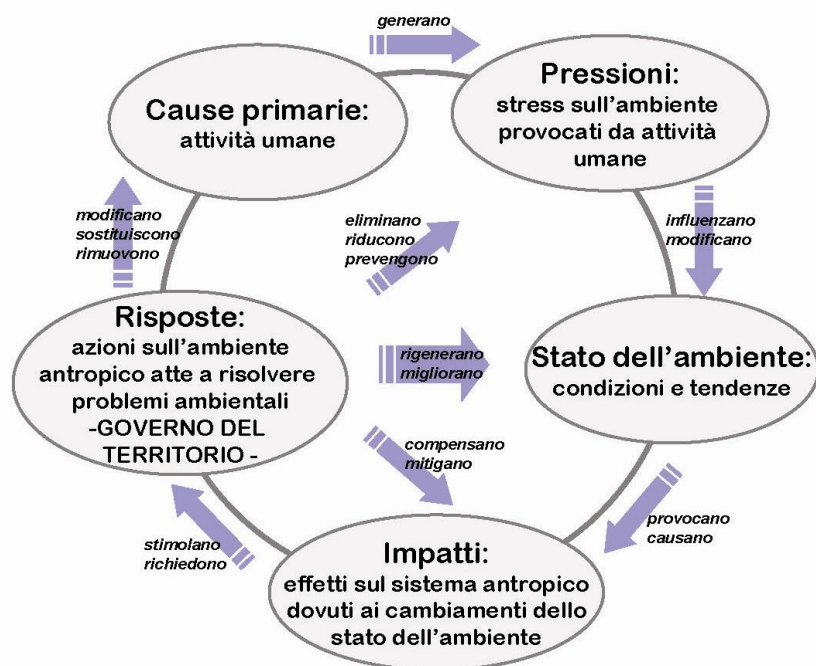 generano
Cause primarie:
attività umane
Pressioni:
stress sull'ambiente
provocati da attività
umane
modificano
sostituiscono
rimuovono
eliminano
riducono
prevengono
influenzano
modificano
Risposte:
azioni sull'ambiente
antropico atte a risolvere
problemi ambientali
-GOVERNO DEL
TERRITORIO -
rigenerano
migliorano
Stato dell'ambiente:
condizioni e tendenze
compensano
mitigano
stimolano
richiedono
provocano
causano
Impatti:
effetti sul sistema antropico
dovuti ai cambiamenti dello
stato dell'ambiente